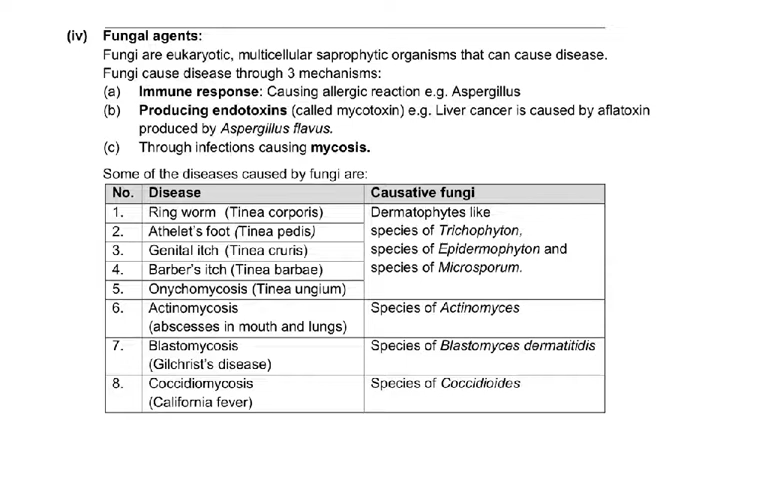 (iv) Fungal agents:
Fungi are eukaryotic, multicellular saprophytic organisms that can cause disease.
Fungi cause disease through 3 mechanisms:
(a) Immune response: Causing allergic reaction e.g. Aspergillus
(b) Producing endotoxins (called mycotoxin) e.g. Liver cancer is caused by aflatoxin
produced by Aspergillus flavus.
(c) Through infections causing mycosis.
Some of the diseases caused by fungi are:
No. Disease Causative fungi
1. Ring worm (Tinea corporis) Dermatophytes like
2. Athelet's foot (Tinea pedis) species of Trichophyton,
3. Genital itch (Tinea cruris) species of Epidermophyton and
4. Barber's itch (Tinea barbae) species of Microsporum.
5. Onychomycosis (Tinea ungium)
6. Actinomycosis Species of Actinomyces
(abscesses in mouth and lungs)
7. Blastomycosis Species of Blastomyces dermatitidis
(Gilchrist's disease)
8. Coccidiomycosis Species of Coccidioides
(California fever)